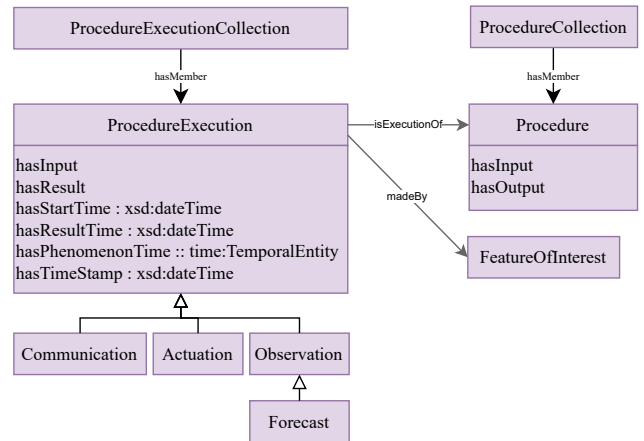 ProcedureExecutionCollection
ProcedureCollection
hasMember
hasMember
ProcedureExecution
isExecutionOf
Procedure
hasInput
hasResult
hasStartTime : xsd:dateTime
hasResultTime : xsd:dateTime
hasPhenomenonTime :: time:TemporalEntity
hasTimeStamp : xsd:dateTime
hasInput
hasOutput
madeBy
FeatureOfInterest
Communication
Actuation
Observation
Forecast